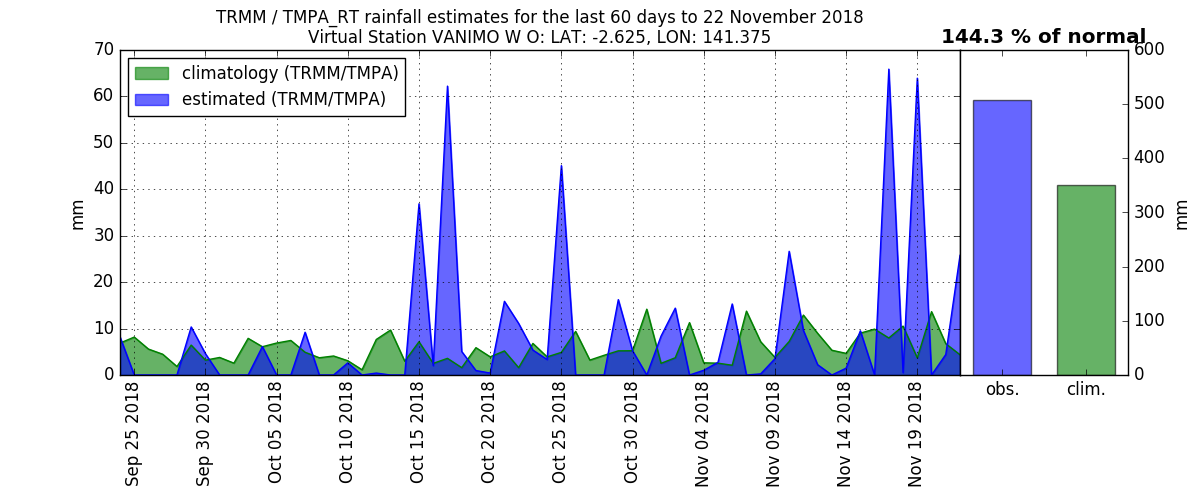 TRMM / TMPA_RT rainfall estimates for the last 60 days to 22 November 2018
Virtual Station VANIMO W O: LAT: -2.625, LON: 141.375
144.3 % of normal
climatology (TRMM/TMPA)
estimated (TRMM/TMPA)
70
60
50
40
30
20
10
0
mm
Sep 25 2018
Sep 30 2018
Oct 05 2018
Oct 10 2018
Oct 15 2018
Oct 20 2018
Oct 25 2018
Oct 30 2018
Nov 04 2018
Nov 09 2018
Nov 14 2018
Nov 19 2018
600
500
400
300
200
100
0
mm
obs.
clim.